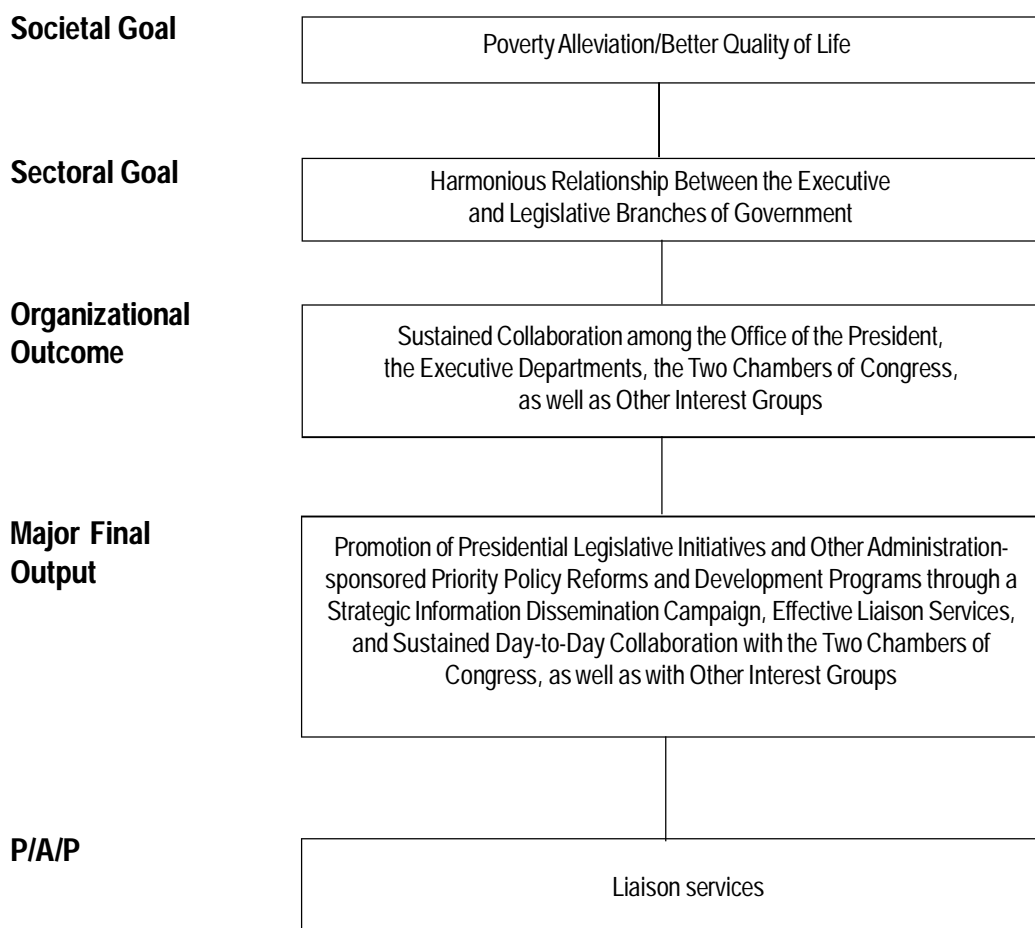 Societal Goal
Poverty Alleviation/Better Quality of Life
Sectoral Goal
Harmonious Relationship Between the Executive
and Legislative Branches of Government
Organizational
Outcome
Sustained Collaboration among the Office of the President,
the Executive Departments, the Two Chambers of Congress,
as well as Other Interest Groups
Major Final
Output
Promotion of Presidential Legislative Initiatives and Other Administration-
sponsored Priority Policy Reforms and Development Programs through a
Strategic Information Dissemination Campaign, Effective Liaison Services,
and Sustained Day-to-Day Collaboration with the Two Chambers of
Congress, as well as with Other Interest Groups
P/A/P
Liaison services